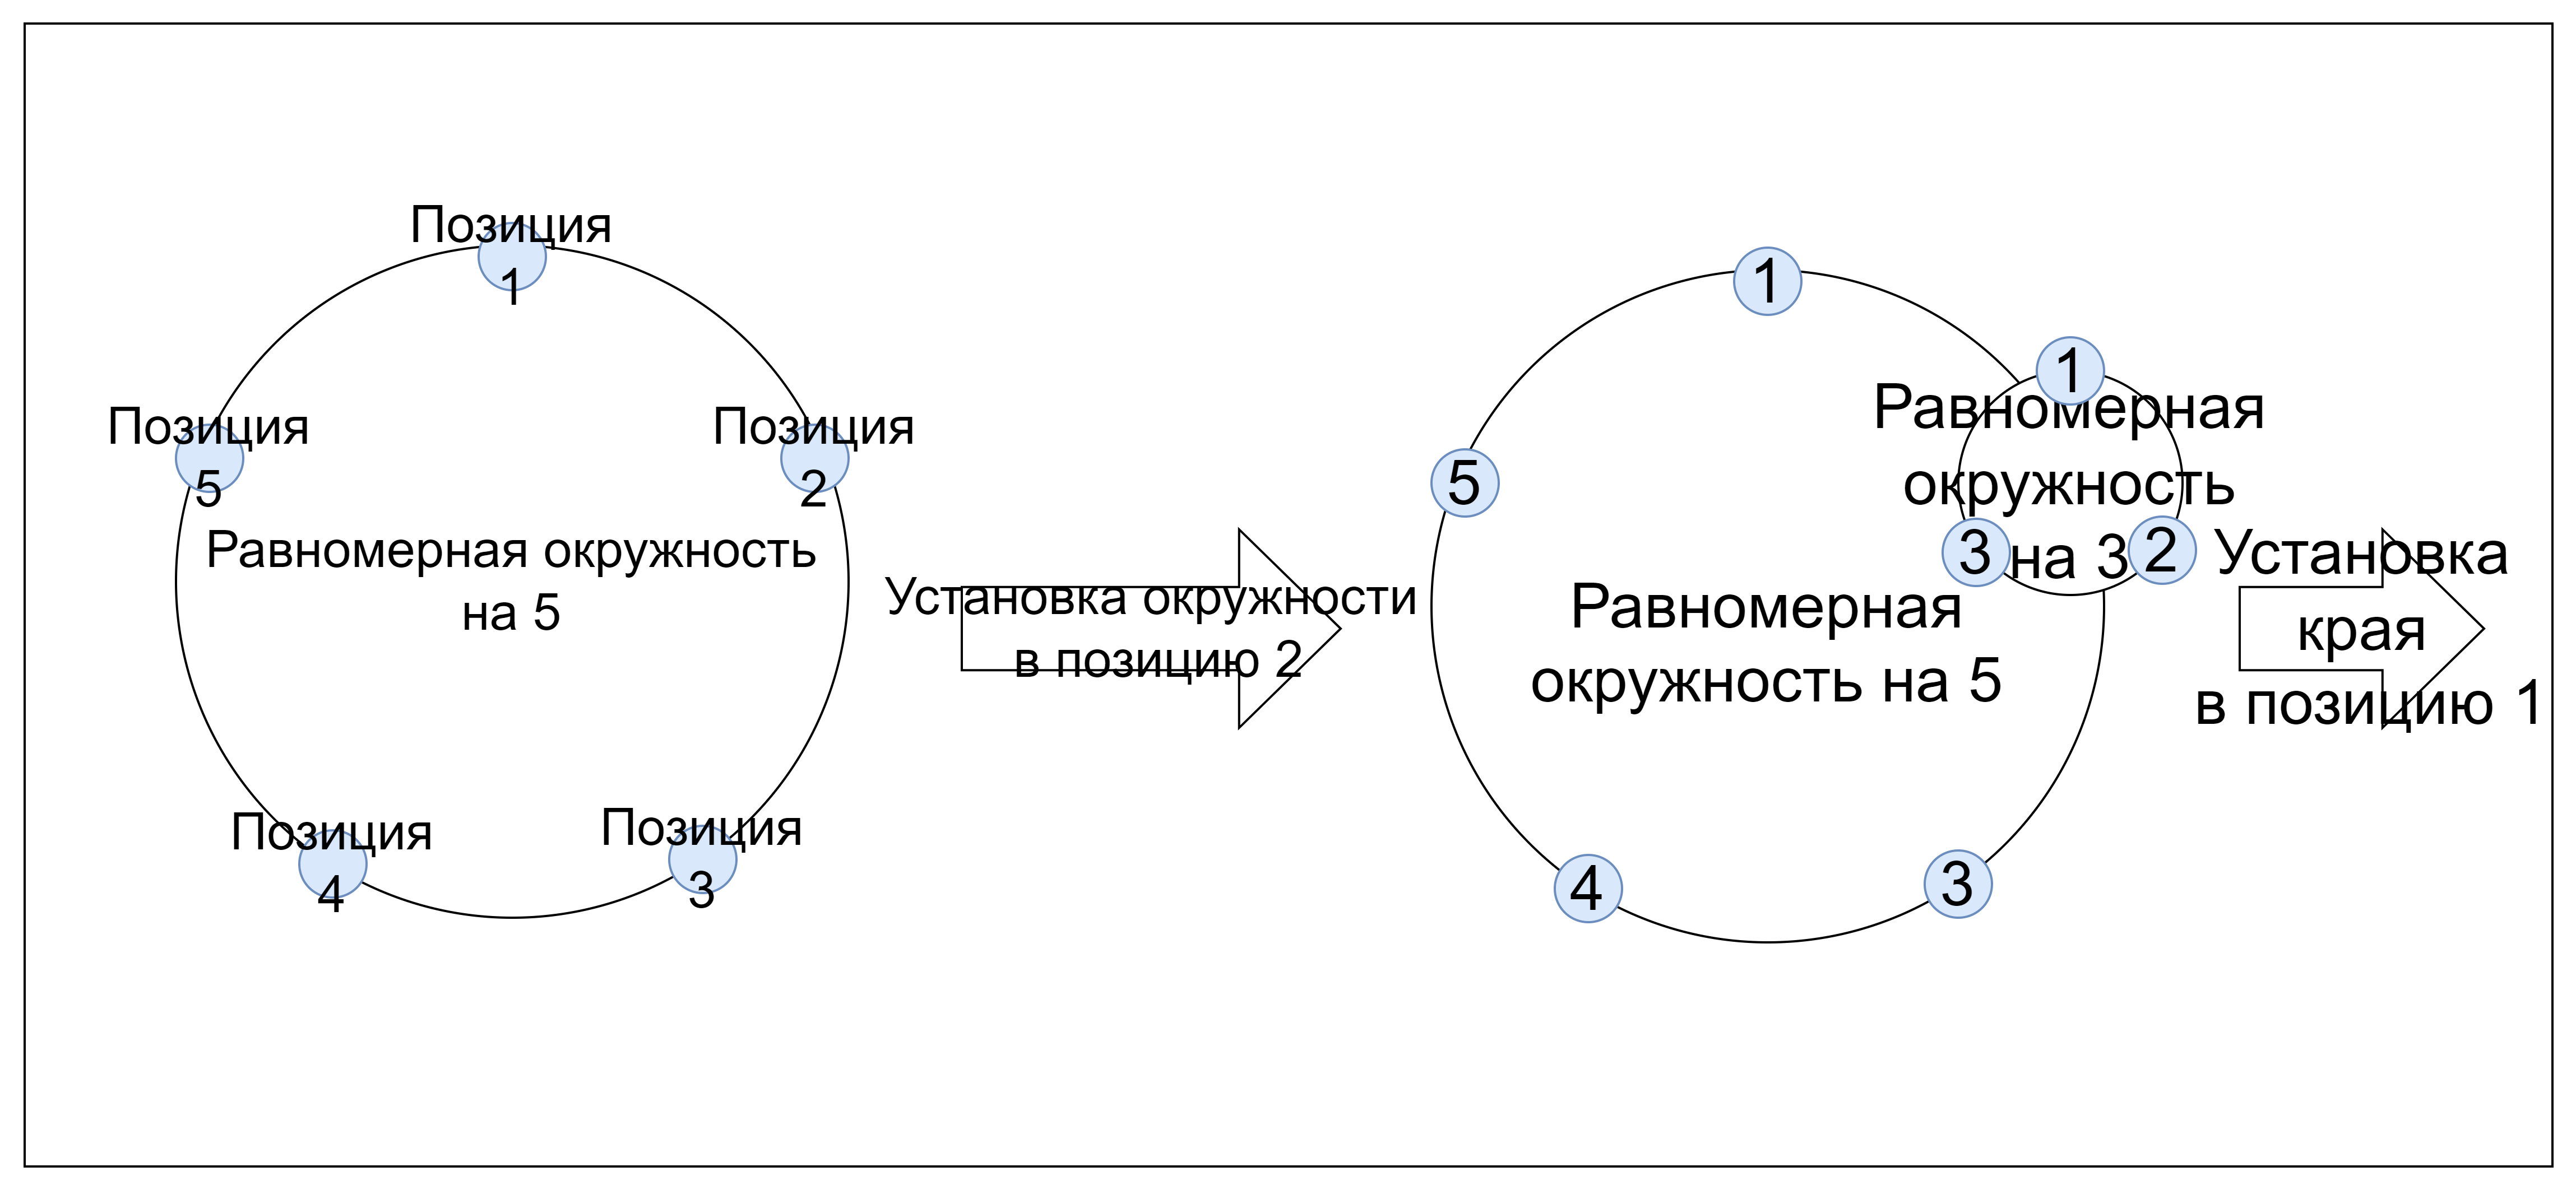 Позиция
1
Позиция
5
Позиция
2
Равномерная окружность
на 5
Позиция
4
Позиция
3
Установка окружности
в позицию 2
1
5
1
Равномерная
окружность
на 3
3
2
Равномерная
окружность на 5
4
3
Установка
края
в позицию 1